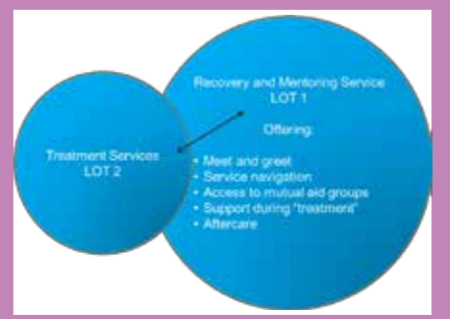 Treatment Services
LOT 2
Recovery and Mentoring Service
LOT 1
Offering:
• Meet and greet
• Service navigation
• Access to mutual aid groups
• Support during "treatment"
• Aftercare